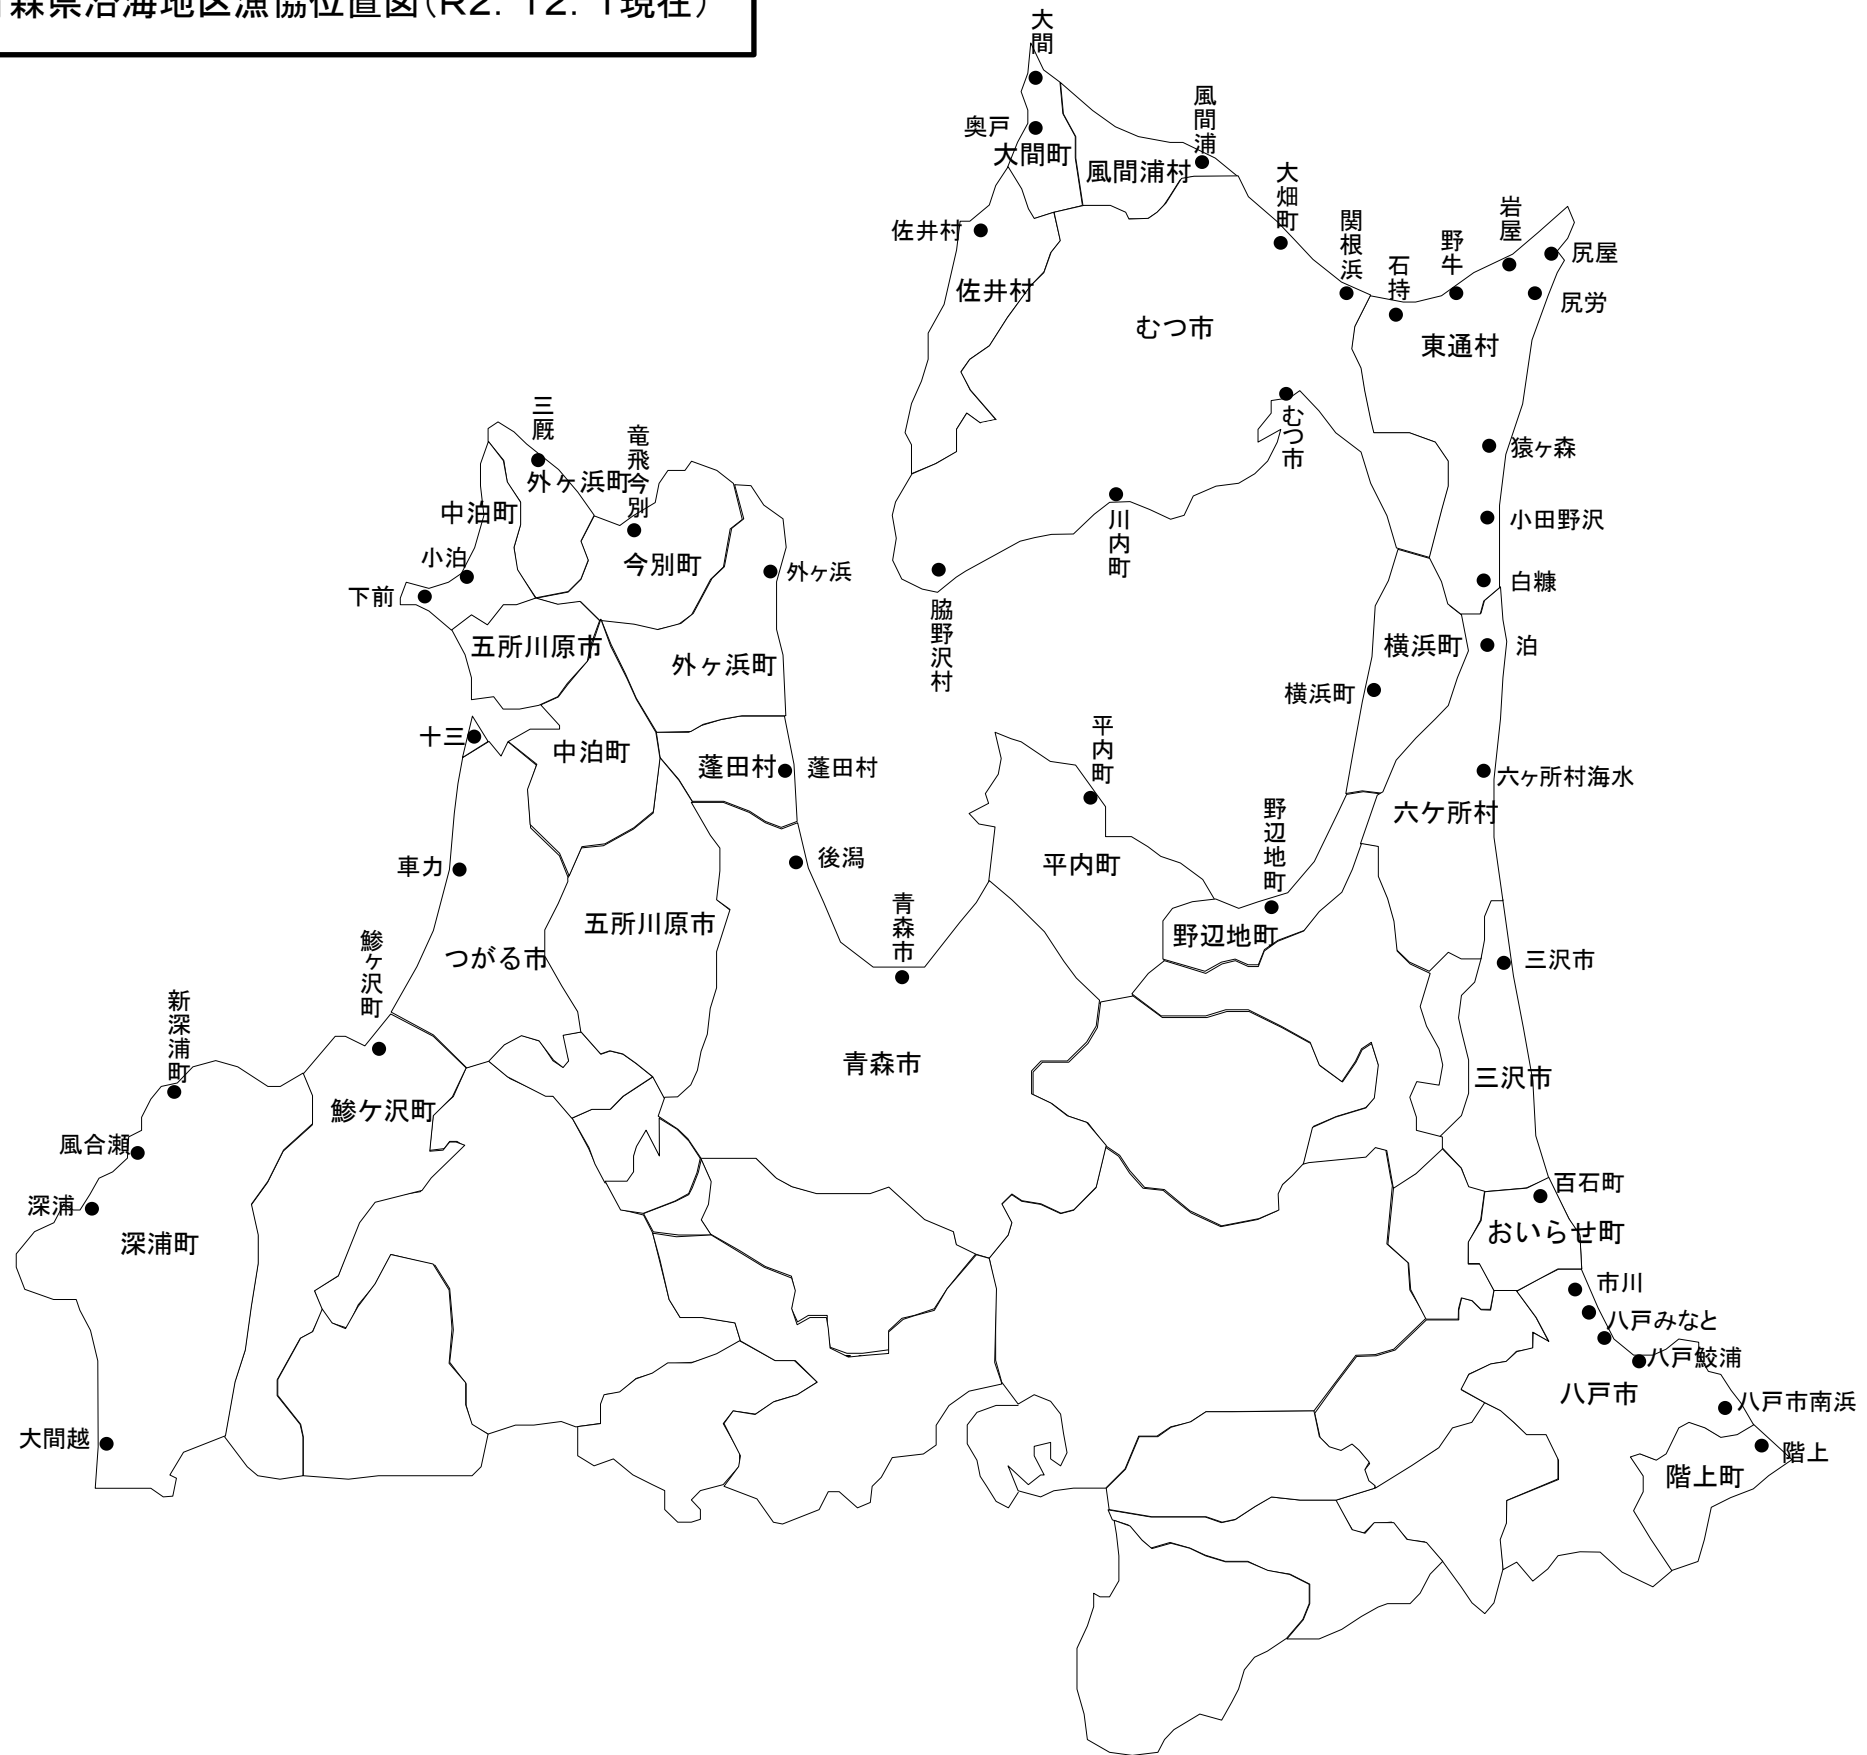 森県沿海地区漁協位置図(R2.12.1現在)
大間
奥戸
大間町
風間浦
風間浦村
大畑町
関根浜
石持
野牛
岩屋
尻屋
尻労
佐井村
佐井村
むつ市
東通村
むつ市
猿ヶ森
小田野沢
白糠
川内町
脇野沢村
三厩
外ヶ浜町
竜飛今別
中泊町
小泊
下前
今別町
外ヶ浜
五所川原市
外ヶ浜町
横浜町
泊
横浜町
十三
中泊町
蓬田村
蓬田村
平内町
六ヶ所村海水
六ケ所村
野辺地町
車力
後潟
平内町
五所川原市
青森市
野辺地町
つがる市
三沢市
鰺ヶ沢町
新深浦町
青森市
三沢市
鰺ケ沢町
風合瀬
深浦
深浦町
百石町
おいらせ町
市川
八戸みなと
八戸鮫浦
八戸市
八戸市南浜
大間越
階上
階上町